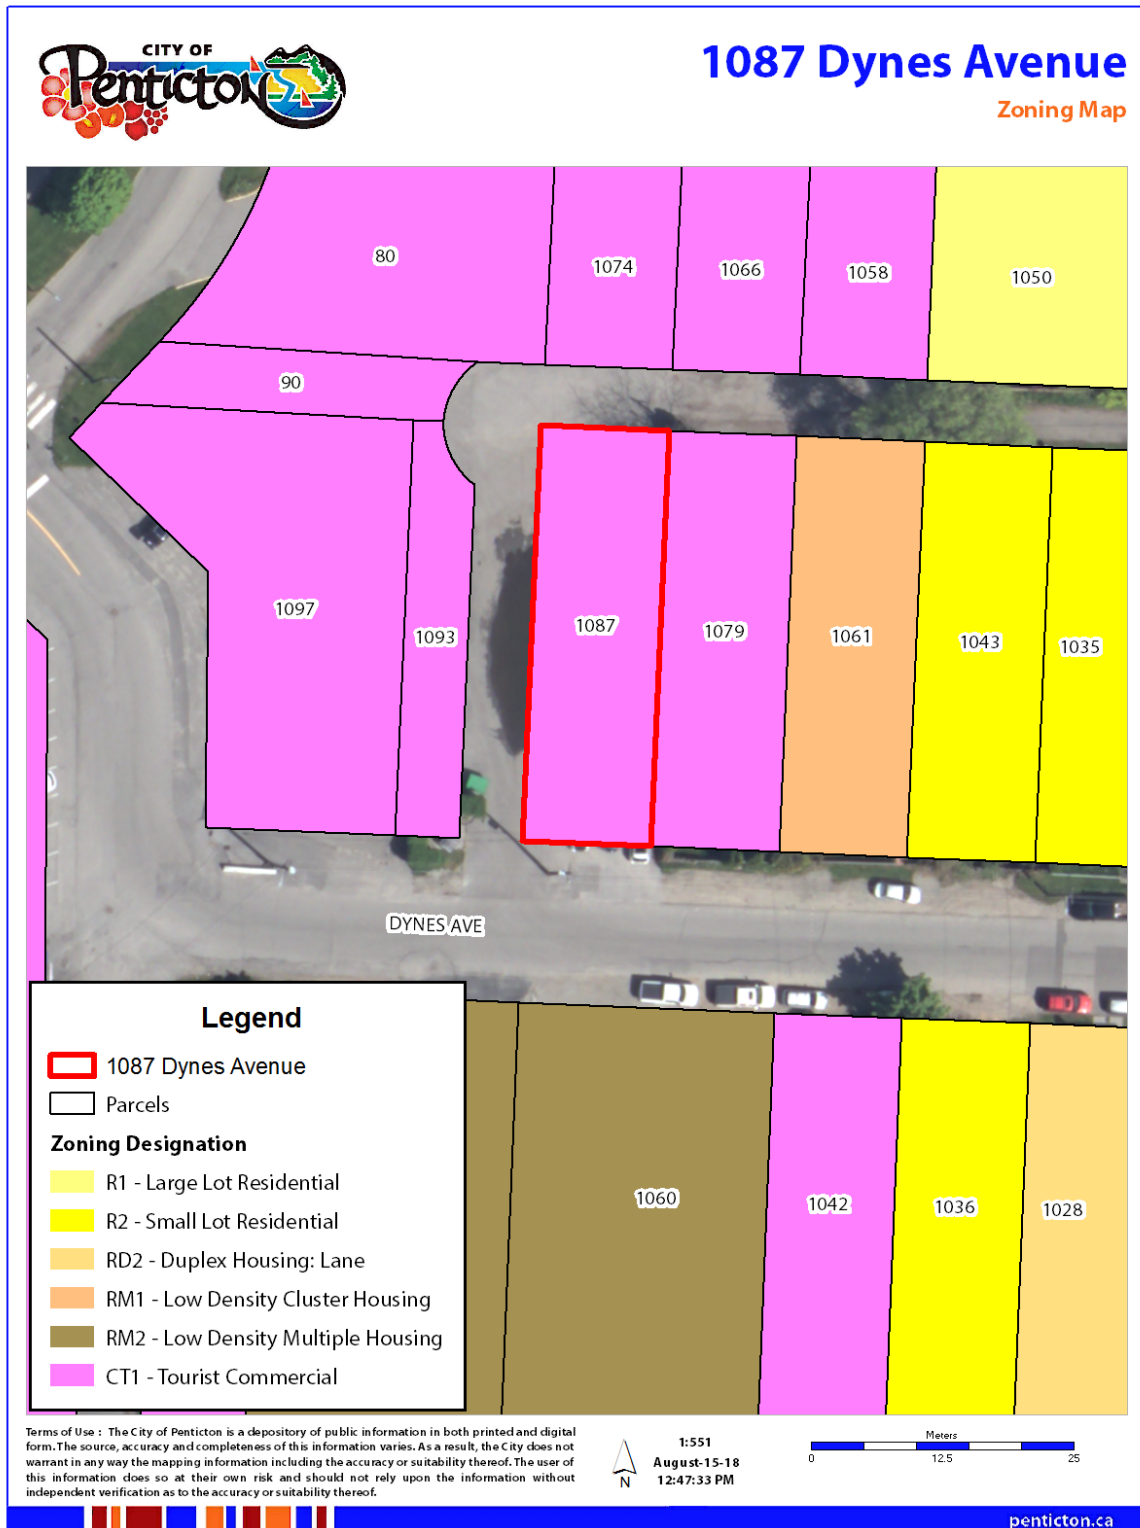 CITY OF
Penticton
1087 Dynes Avenue
Zoning Map
80
1074
1066
1058
1050
90
1097
1093
1087
1079
1061
1043
1035
DYNES AVE
1060
1042
1036
1028
Legend
1087 Dynes Avenue
Parcels
Zoning Designation
R1 - Large Lot Residential
R2 - Small Lot Residential
RD2 - Duplex Housing: Lane
RM1 - Low Density Cluster Housing
RM2 - Low Density Multiple Housing
CT1 - Tourist Commercial
Terms of Use : The City of Penticton is a depository of public information in both printed and digital
form. The source, accuracy and completeness of this information varies. As a result, the City does not
warrant in any way the mapping information including the accuracy or suitability thereof. The user of
this information does so at their own risk and should not rely upon the information without
independent verification as to the accuracy or suitability thereof.
N
1:551
August-15-18
12:47:33 PM
Meters
0 12.5 25
penticton.ca